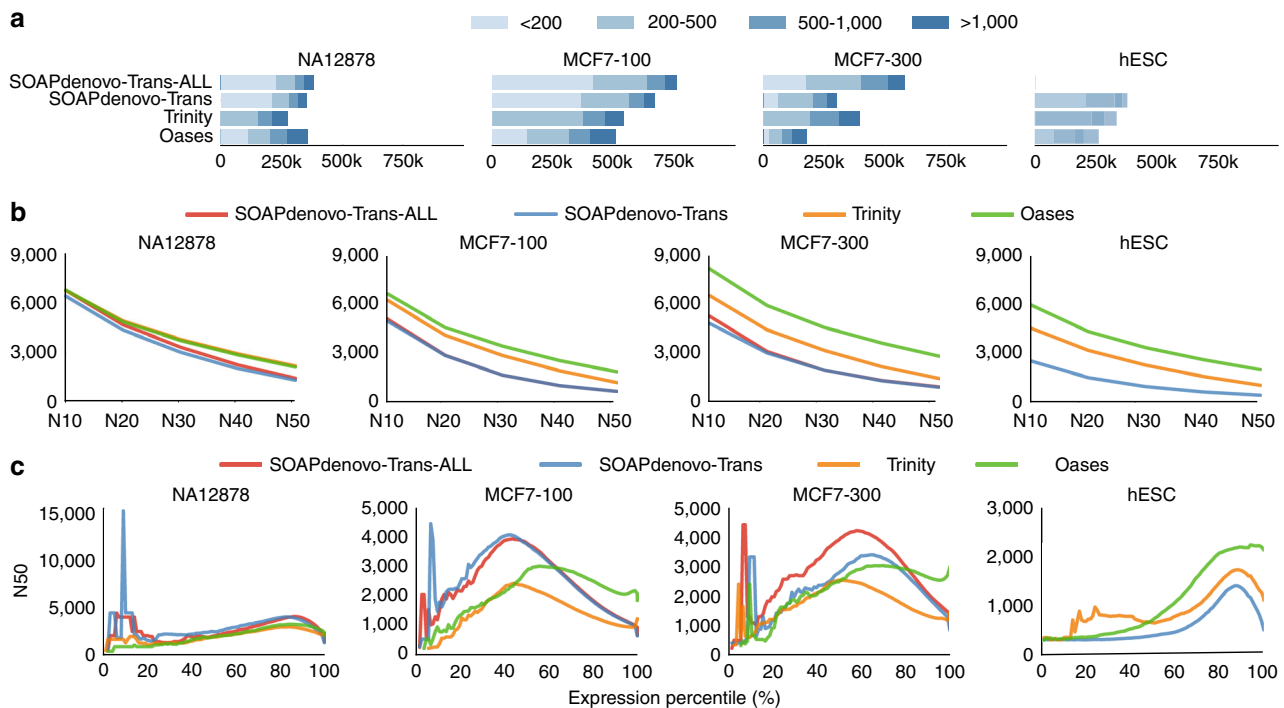 a
<200 200-500 500-1,000 >1,000
NA12878 MCF7-100 MCF7-300 hESC
SOAPdenovo-Trans-ALL
SOAPdenovo-Trans
Trinity
Oases
0 250k 500k 750k 0 250k 500k 750k 0 250k 500k 750k 0 250k 500k 750k
b
SOAPdenovo-Trans-ALL SOAPdenovo-Trans Trinity Oases
NA12878 MCF7-100 MCF7-300 hESC
9,000 9,000 9,000 9,000
6,000 6,000 6,000 6,000
3,000 3,000 3,000 3,000
0 0 0 0
N10 N20 N30 N40 N50 N10 N20 N30 N40 N50 N10 N20 N30 N40 N50 N10 N20 N30 N40 N50
c
SOAPdenovo-Trans-ALL SOAPdenovo-Trans Trinity Oases
NA12878 MCF7-100 MCF7-300 hESC
NI50
15,000 5,000 5,000 3,000
10,000 4,000 4,000 2,000
5,000 3,000 3,000 1,000
0 2,000 2,000 0
1,000 1,000
0 0
0 20 40 60 80 100 0 20 40 60 80 100 0 20 40 60 80 100 0 20 40 60 80 100
Expression percentile (%)